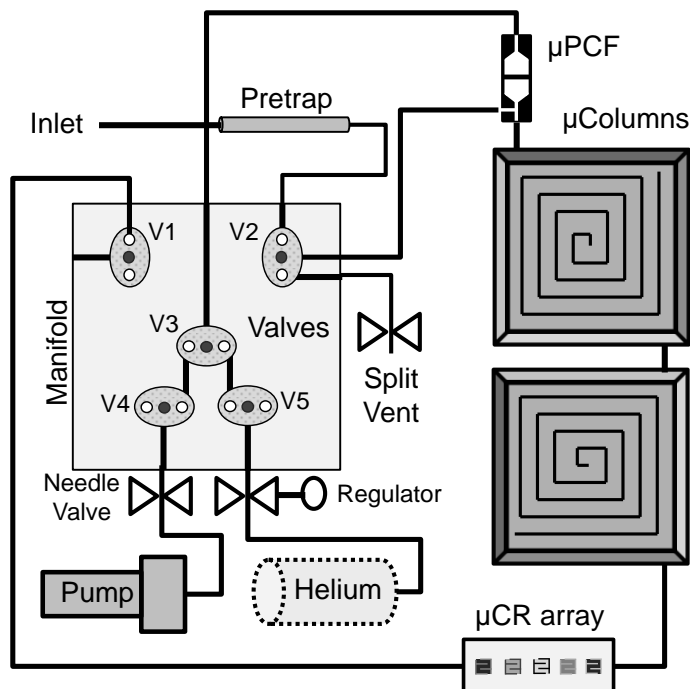 µPCF
Pretrap
Inlet
µColumns
V1
V2
Manifold
V3
Valves
V4
V5
Split
Vent
Needle
Valve
Regulator
Pump
Helium
µCR array